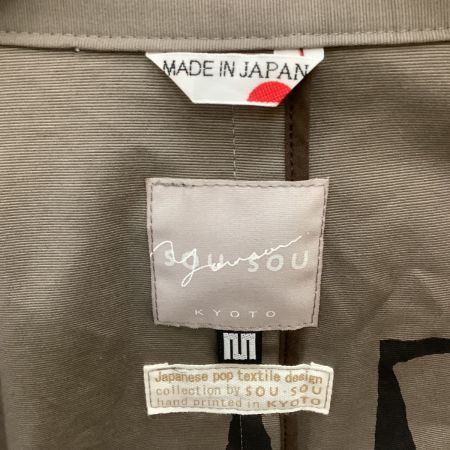 MADE IN JAPAN
SOU·SOU
KYOTO
M
Japanese pop textile design
collection by SOU·SOU
hand printed in KYOTO